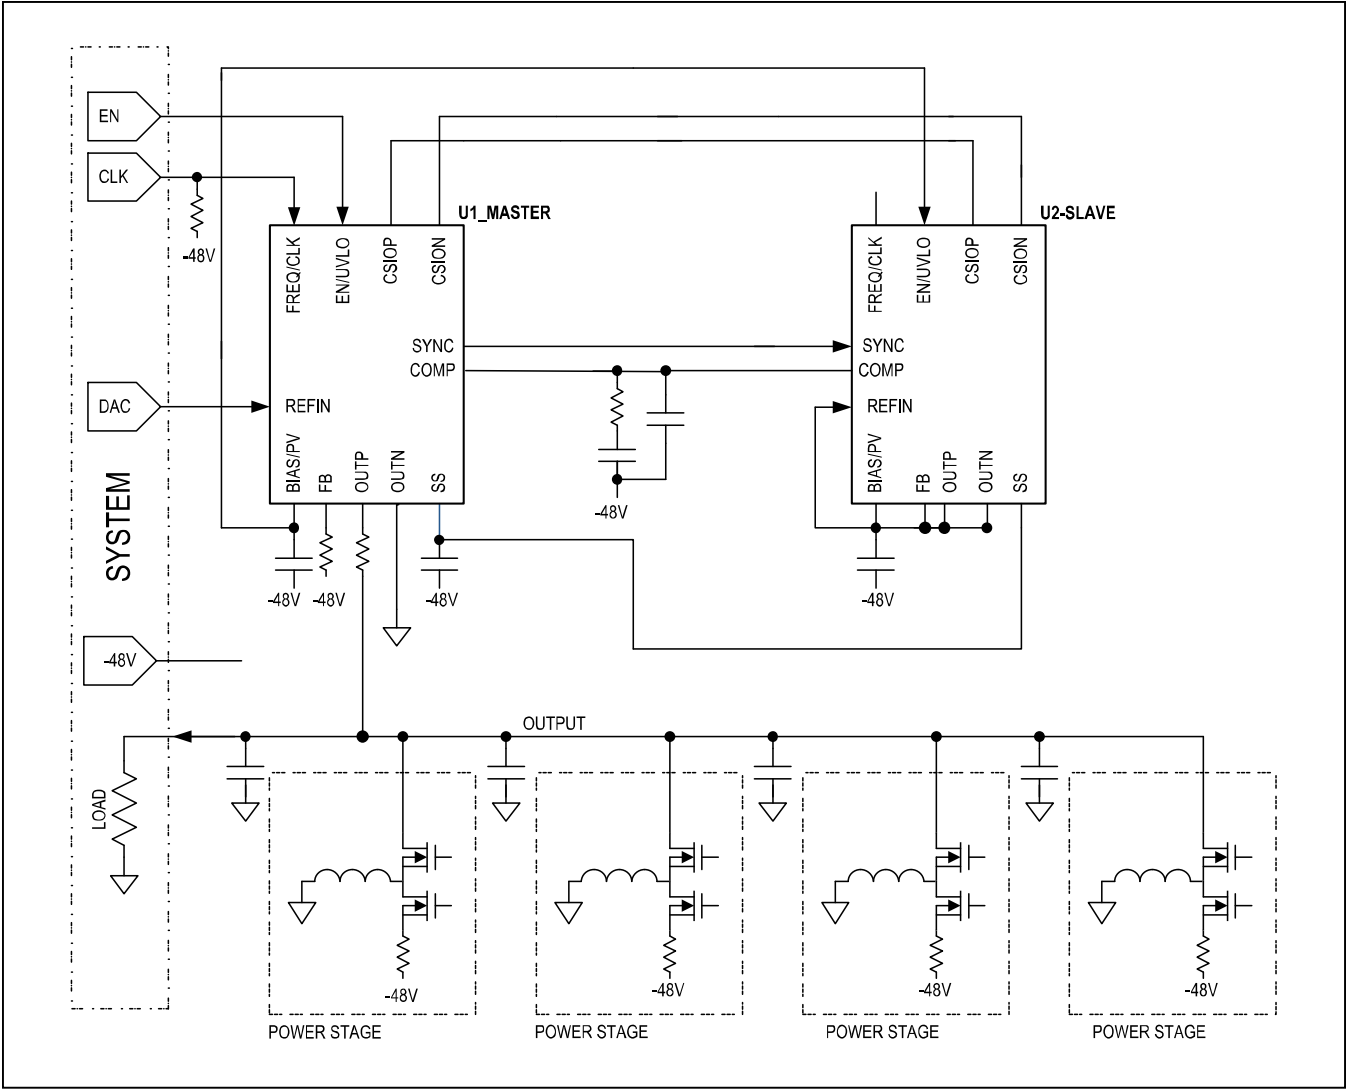 EN
CLK
-48V
U1_MASTER
U2-SLAVE
FREQ/CLK
EN/UVLO
CSIOP
CSION
FREQ/CLK
EN/UVLO
CSIOP
CSION
SYNC
COMP
SYNC
COMP
DAC
REFIN
REFIN
BIAS/PV
FB
OUTP
OUTN
SS
BIAS/PV
FB
OUTP
OUTN
SS
-48V
SYSTEM
-48V
-48V
-48V
-48V
-48V
OUTPUT
LOAD
-48V
-48V
-48V
-48V
POWER STAGE
POWER STAGE
POWER STAGE
POWER STAGE